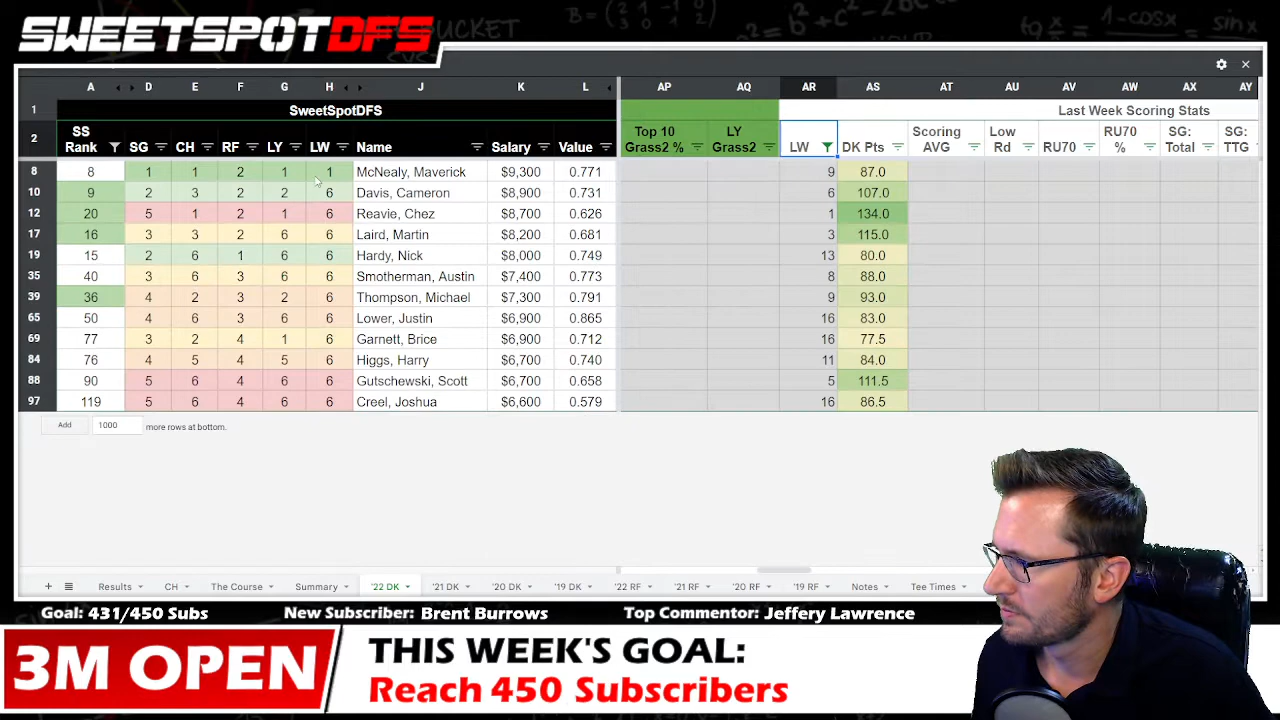 SWEETSPOTDFS
A D E G H J K L AP AQ AR AS AT AU AV AW AX AY
1 SweetSpotDFS Last Week Scoring Stats
2 SS Rank SG CH RF LY LW Name Salary Value Top 10 Grass2 % LY Grass2 LW DK Pts Scoring AVG Low Rd RU70 RU70 % SG: Total SG: TTG
8 8 1 1 2 1 1 McNealy, Maverick $9,300 0.771 9 87.0
10 9 2 3 2 2 6 Davis, Cameron $8,900 0.731 6 107.0
12 20 5 1 2 1 6 Reavie, Chez $8,700 0.626 1 134.0
17 16 3 3 2 6 6 Laird, Martin $8,200 0.681 3 115.0
19 15 2 6 1 6 6 Hardy, Nick $8,000 0.749 13 80.0
35 40 3 6 3 6 6 Smotherman, Austin $7,400 0.773 8 88.0
39 36 4 2 3 2 6 Thompson, Michael $7,300 0.791 9 93.0
65 50 4 6 3 6 6 Lower, Justin $6,900 0.865 16 83.0
69 77 3 2 4 1 6 Garnett, Brice $6,900 0.712 16 77.5
84 76 4 5 4 5 6 Higgs, Harry $6,700 0.740 11 84.0
88 90 5 6 4 6 6 Gutschewski, Scott $6,700 0.658 5 111.5
97 119 5 6 4 6 6 Creel, Joshua $6,600 0.579 16 86.5
Add 1000 more rows at bottom.
Results CH The Course Summary '22 DK '21 DK '20 DK '19 DK '22 RF '21 RF '20 RF '19 RF Notes Tee Times
Goal: 431/450 Subs New Subscriber: Brent Burrows Top Commentor: Jeffery Lawrence
3M OPEN
THIS WEEK'S GOAL:
Reach 450 Subscribers